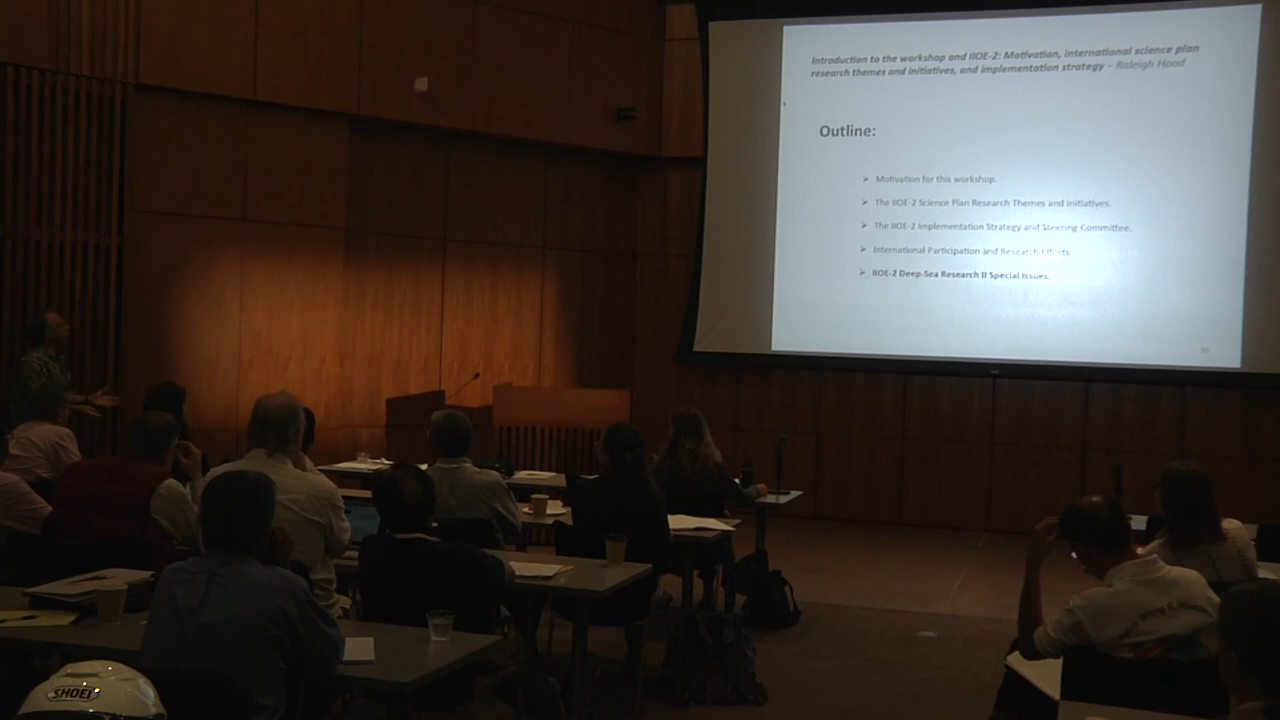 Introduction to the workshop and IIOE-2: Motivation, international science plan
research themes and initiatives, and implementation strategy – Raleigh Hood
Outline:
➢ Motivation for this workshop.
➢ The IIOE-2 Science Plan Research Themes and initiatives.
➢ The IIOE-2 Implementation Strategy and Steering Committee.
➢ International Participation and Research Efforts.
➢ IIOE-2 Deep-Sea Research II Special Issues.
SHOEI